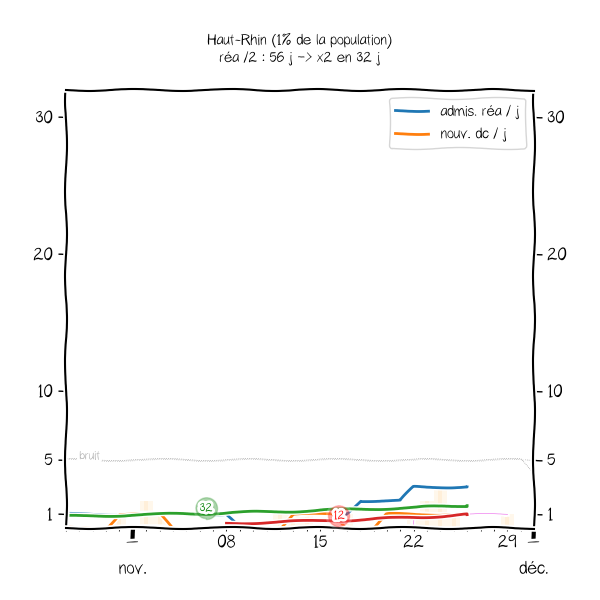 Haut-Rhin (1% de la population)
réa /2 : 56 j -> x2 en 32 j
admis. réa / j
nouv. dc / j
30
30
20
20
10
10
5
bruit
5
1
32
12
1
08
15
22
29
nov.
déc.